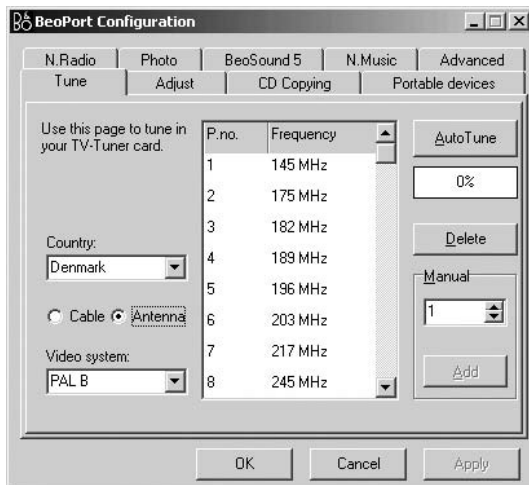 BeoPort Configuration
N.Radio Photo BeoSound 5 N.Music Advanced
Tune Adjust CD Copying Portable devices
Use this page to tune in
your TV-Tuner card.
Country:
Denmark
Cable Antenna
Video system:
PAL B
P.no. Frequency
1 145 MHz
2 175 MHz
3 182 MHz
4 189 MHz
5 196 MHz
6 203 MHz
7 217 MHz
8 245 MHz
AutoTune
0%
Delete
Manual
1
Add
OK Cancel Apply